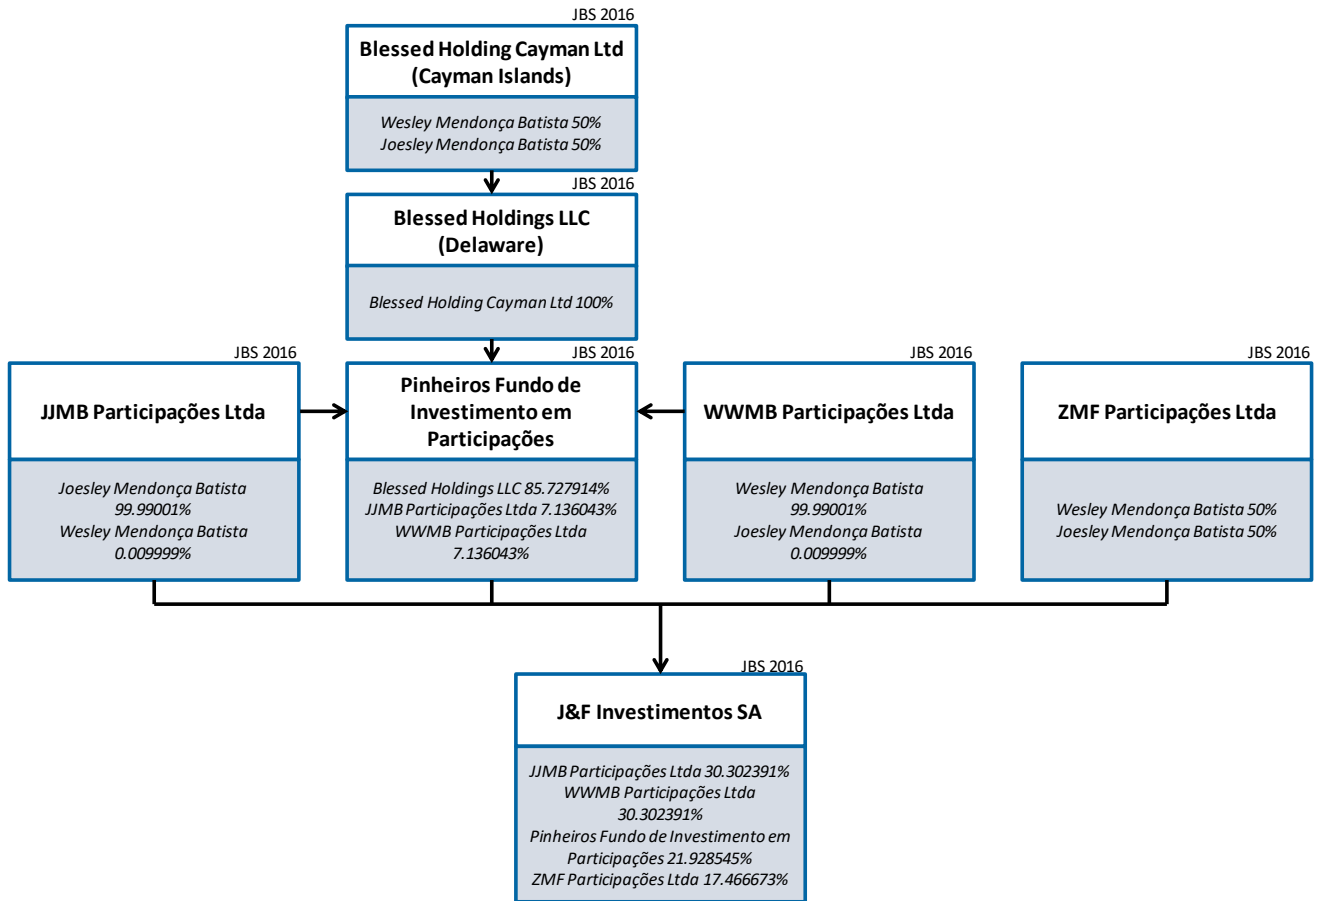 JBS 2016
Blessed Holding Cayman Ltd
(Cayman Islands)
Wesley Mendonça Batista 50%
Joesley Mendonça Batista 50%
JBS 2016
Blessed Holdings LLC
(Delaware)
Blessed Holding Cayman Ltd 100%
JBS 2016
JJMB Participações Ltda
Joesley Mendonça Batista
99.99001%
Wesley Mendonça Batista
0.009999%
JBS 2016
Pinheiros Fundo de
Investimento em
Participações
Blessed Holdings LLC 85.727914%
JJMB Participações Ltda 7.136043%
WWMB Participações Ltda
7.136043%
JBS 2016
WWMB Participações Ltda
Wesley Mendonça Batista
99.99001%
Joesley Mendonça Batista
0.009999%
JBS 2016
ZMF Participações Ltda
Wesley Mendonça Batista 50%
Joesley Mendonça Batista 50%
JBS 2016
J&F Investimentos SA
JJMB Participações Ltda 30.302391%
WWMB Participações Ltda
30.302391%
Pinheiros Fundo de Investimento em
Participações 21.928545%
ZMF Participações Ltda 17.466673%